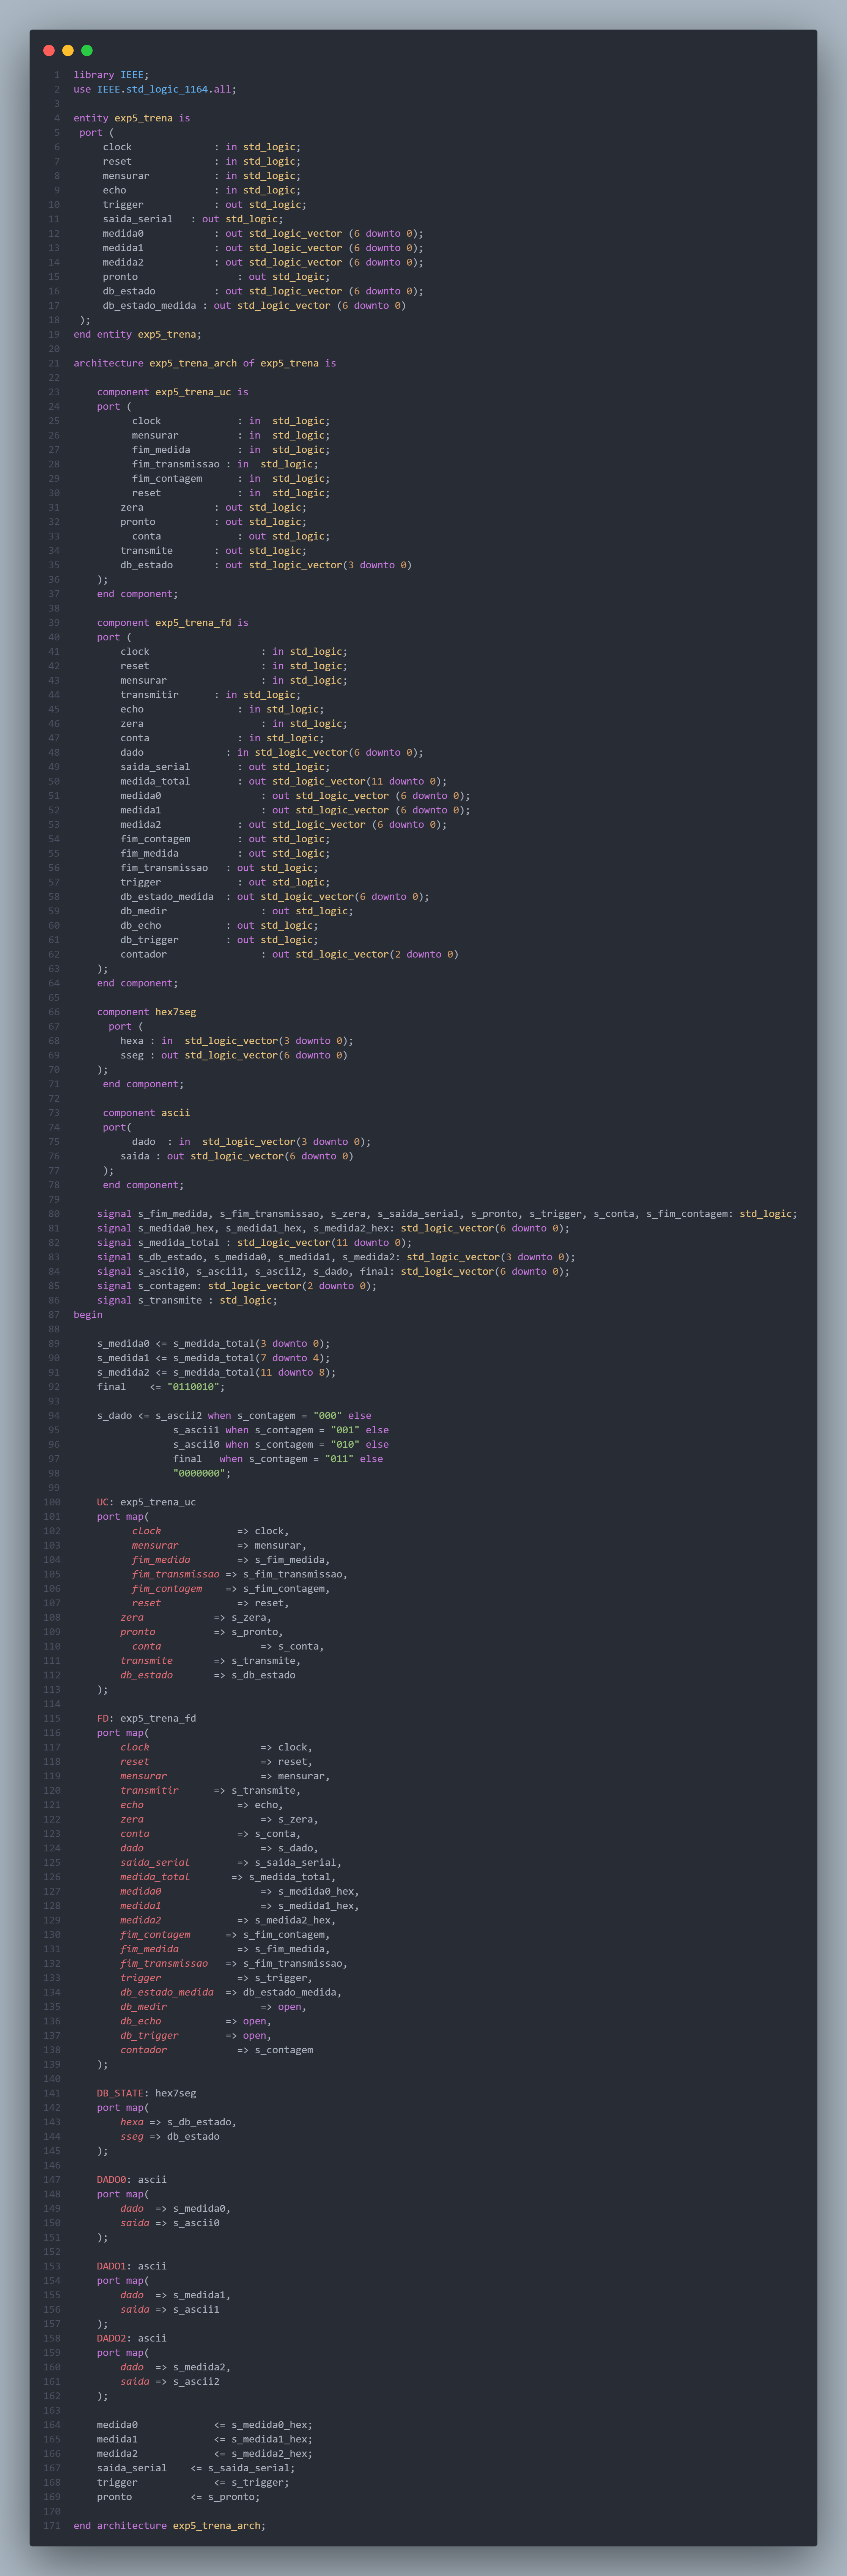 1 library IEEE;
2 use IEEE.std_logic_1164.all;
3
4 entity exp5_trena is
5 port (
6 clock : in std_logic;
7 reset : in std_logic;
8 mensurar : in std_logic;
9 echo : in std_logic;
10 trigger : out std_logic;
11 saida_serial : out std_logic;
12 medida0 : out std_logic_vector (6 downto 0);
13 medida1 : out std_logic_vector (6 downto 0);
14 medida2 : out std_logic_vector (6 downto 0);
15 pronto : out std_logic;
16 db_estado : out std_logic_vector (6 downto 0);
17 db_estado_medida : out std_logic_vector (6 downto 0)
18 );
19 end entity exp5_trena;
20
21 architecture exp5_trena_arch of exp5_trena is
22
23 component exp5_trena_uc is
24 port (
25 clock : in std_logic;
26 mensurar : in std_logic;
27 fim_medida : in std_logic;
28 fim_transmissao : in std_logic;
29 fim_contagem : in std_logic;
30 reset : in std_logic;
31 zera : out std_logic;
32 pronto : out std_logic;
33 conta : out std_logic;
34 transmite : out std_logic;
35 db_estado : out std_logic_vector(3 downto 0)
36 );
37 end component;
38
39 component exp5_trena_fd is
40 port (
41 clock : in std_logic;
42 reset : in std_logic;
43 mensurar : in std_logic;
44 transmitir : in std_logic;
45 echo : in std_logic;
46 zera : in std_logic;
47 conta : in std_logic;
48 dado : in std_logic_vector(6 downto 0);
49 saida_serial : out std_logic;
50 medida_total : out std_logic_vector(11 downto 0);
51 medida0 : out std_logic_vector (6 downto 0);
52 medida1 : out std_logic_vector (6 downto 0);
53 medida2 : out std_logic_vector (6 downto 0);
54 fim_contagem : out std_logic;
55 fim_medida : out std_logic;
56 fim_transmissao : out std_logic;
57 trigger : out std_logic;
58 db_estado_medida : out std_logic_vector(6 downto 0);
59 db_medir : out std_logic;
60 db_echo : out std_logic;
61 db_trigger : out std_logic;
62 contador : out std_logic_vector(2 downto 0)
63 );
64 end component;
65
66 component hex7seg
67 port (
68 hexa : in std_logic_vector(3 downto 0);
69 sseg : out std_logic_vector(6 downto 0)
70 );
71 end component;
72
73 component ascii
74 port(
75 dado : in std_logic_vector(3 downto 0);
76 saida : out std_logic_vector(6 downto 0)
77 );
78 end component;
79
80 signal s_fim_medida, s_fim_transmissao, s_zera, s_saida_serial, s_pronto, s_trigger, s_conta, s_fim_contagem: std_logic;
81 signal s_medida0_hex, s_medida1_hex, s_medida2_hex: std_logic_vector(6 downto 0);
82 signal s_medida_total : std_logic_vector(11 downto 0);
83 signal s_db_estado, s_medida0, s_medida1, s_medida2: std_logic_vector(3 downto 0);
84 signal s_ascii0, s_ascii1, s_ascii2, s_dado, final: std_logic_vector(6 downto 0);
85 signal s_contagem: std_logic_vector(2 downto 0);
86 signal s_transmite : std_logic;
87 begin
88
89 s_medida0 <= s_medida_total(3 downto 0);
90 s_medida1 <= s_medida_total(7 downto 4);
91 s_medida2 <= s_medida_total(11 downto 8);
92 final <= "0110010";
93
94 s_dado <= s_ascii2 when s_contagem = "000" else
95 s_ascii1 when s_contagem = "001" else
96 s_ascii0 when s_contagem = "010" else
97 final when s_contagem = "011" else
98 "0000000";
99
100 UC: exp5_trena_uc
101 port map(
102 clock => clock,
103 mensurar => mensurar,
104 fim_medida => s_fim_medida,
105 fim_transmissao => s_fim_transmissao,
106 fim_contagem => s_fim_contagem,
107 reset => reset,
108 zera => s_zera,
109 pronto => s_pronto,
110 conta => s_conta,
111 transmite => s_transmite,
112 db_estado => s_db_estado
113 );
114
115 FD: exp5_trena_fd
116 port map(
117 clock => clock,
118 reset => reset,
119 mensurar => mensurar,
120 transmitir => s_transmite,
121 echo => echo,
122 zera => s_zera,
123 conta => s_conta,
124 dado => s_dado,
125 saida_serial => s_saida_serial,
126 medida_total => s_medida_total,
127 medida0 => s_medida0_hex,
128 medida1 => s_medida1_hex,
129 medida2 => s_medida2_hex,
130 fim_contagem => s_fim_contagem,
131 fim_medida => s_fim_medida,
132 fim_transmissao => s_fim_transmissao,
133 trigger => s_trigger,
134 db_estado_medida => db_estado_medida,
135 db_medir => open,
136 db_echo => open,
137 db_trigger => open,
138 contador => s_contagem
139 );
140
141 DB_STATE: hex7seg
142 port map(
143 hexa => s_db_estado,
144 sseg => db_estado
145 );
146
147 DADO0: ascii
148 port map(
149 dado => s_medida0,
150 saida => s_ascii0
151 );
152
153 DADO1: ascii
154 port map(
155 dado => s_medida1,
156 saida => s_ascii1
157 );
158 DADO2: ascii
159 port map(
160 dado => s_medida2,
161 saida => s_ascii2
162 );
163
164 medida0 <= s_medida0_hex;
165 medida1 <= s_medida1_hex;
166 medida2 <= s_medida2_hex;
167 saida_serial <= s_saida_serial;
168 trigger <= s_trigger;
169 pronto <= s_pronto;
170
171 end architecture exp5_trena_arch;